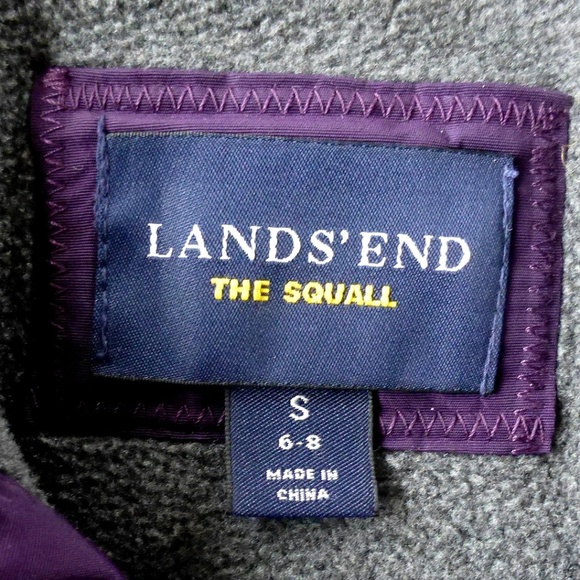 LANDS' END
THE SQUALL
S
6-8
MADE IN
CHINA